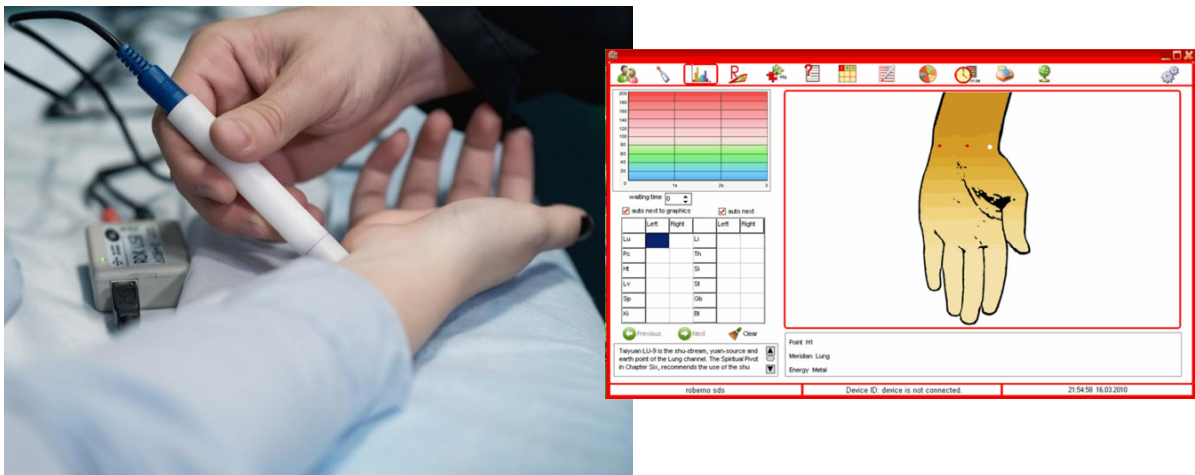 200
180
160
140
120
100
80
60
40
20
0
1s 2s 3
waiting time 0
auto next to graphics auto next
Left Right Left Right
Lu Li
Pc Th
Ht Si
Lv St
Sp Gb
Ki Bl
Previous Next Clear
Taiyuan LU-9 is the shu-stream, yuan-source and
earth point of the Lung channel. The Spiritual Pivot
in Chapter Six, recommends the use of the shu
Point H1
Meridian Lung
Energy Metal
roberno sds Device ID: device is not connected. 21:54:58 16.03.2010